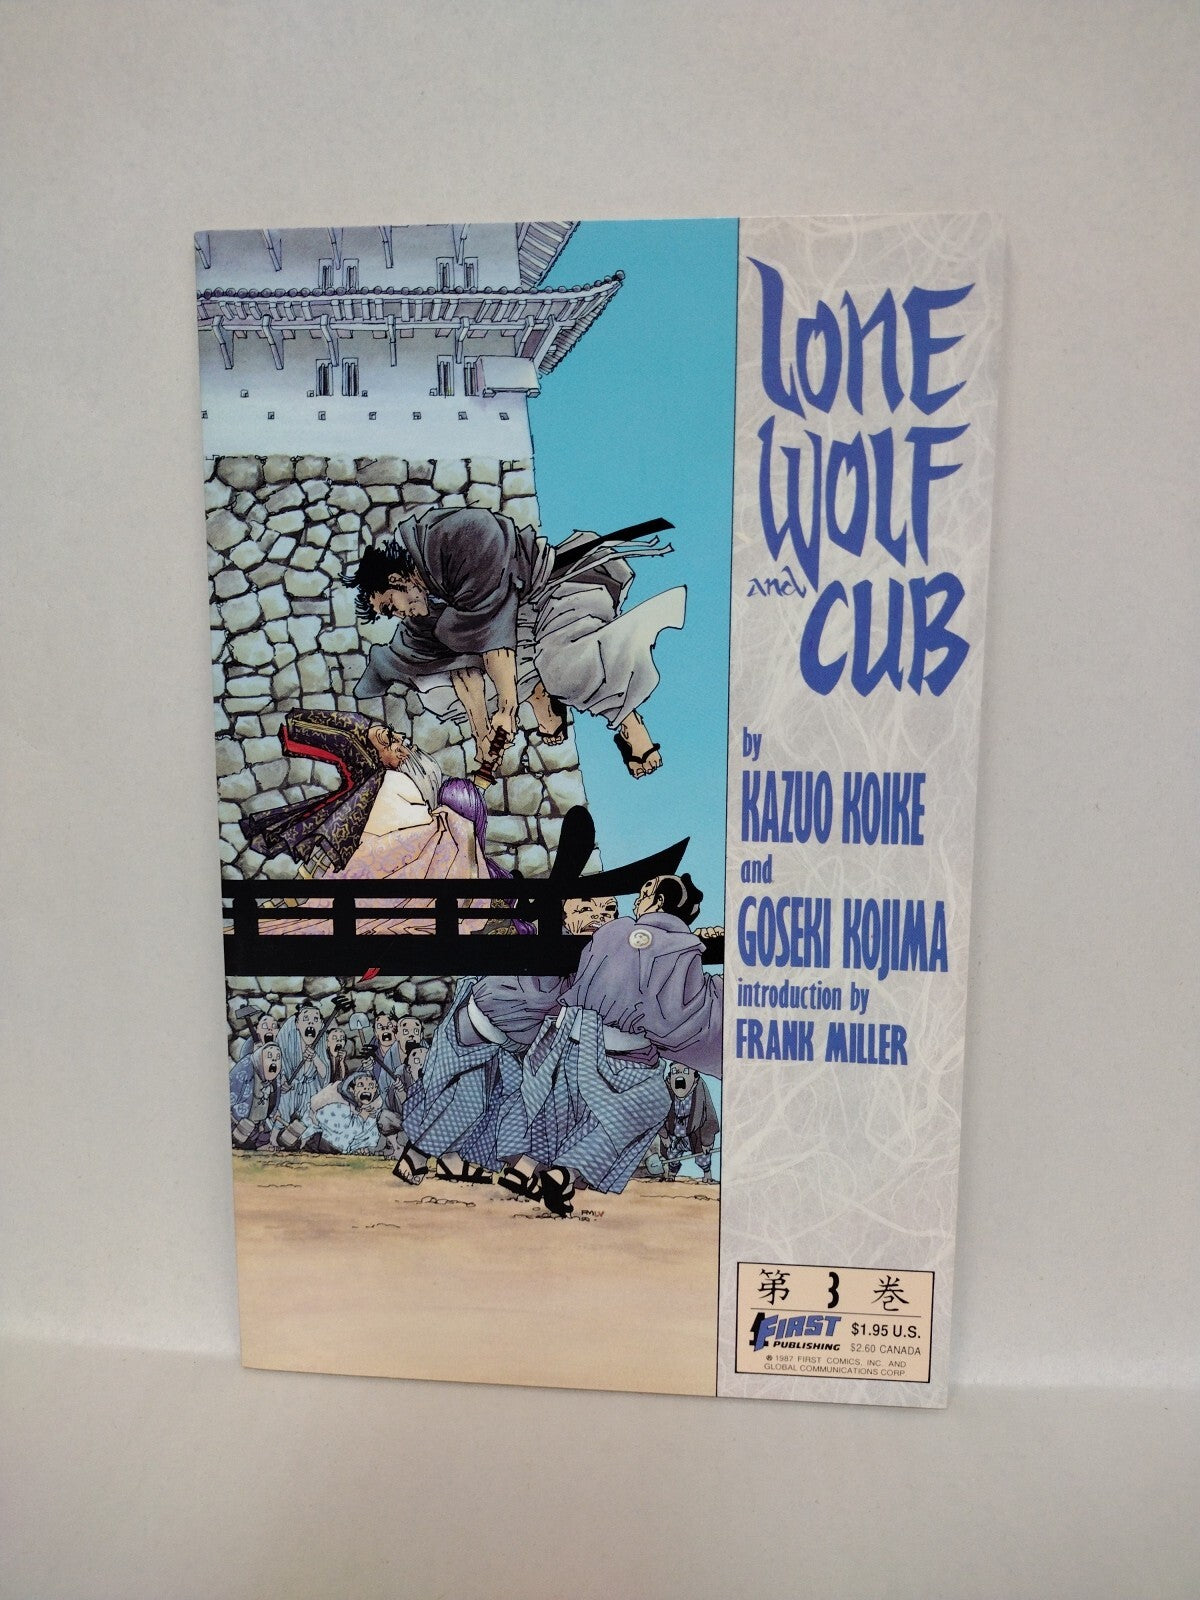 LONE
WOLF
and CUB
by
KAZUO KOIKE
and
GOSEKI KOJIMA
introduction by
FRANK MILLER
第 3 巻
FIRST
PUBLISHING
$1.95 U.S.
$2.60 CANADA
® 1987 FIRST COMICS, INC. AND
GLOBAL COMMUNICATIONS CORP